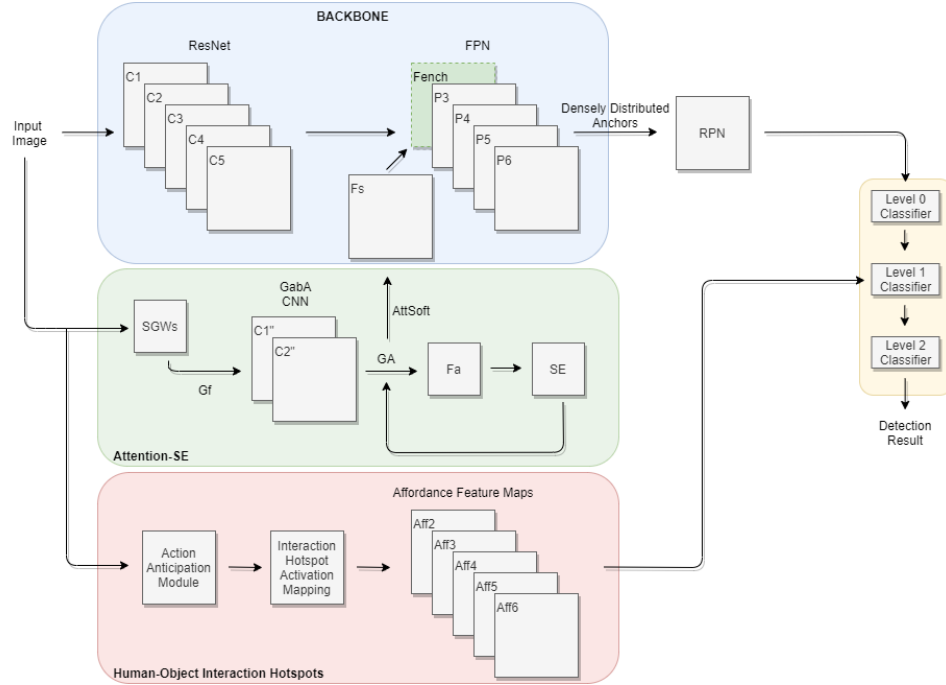 BACKBONE
ResNet
FPN
C1
C2
C3
C4
C5
Fench
P3
P4
P5
P6
Fs
Input
Image
Densely Distributed
Anchors
RPN
Level 0
Classifier
Level 1
Classifier
Level 2
Classifier
Detection
Result
GabA
CNN
SGWs
Gf
C1"
C2"
AttSoft
GA
Fa
SE
Attention-SE
Affordance Feature Maps
Action
Anticipation
Module
Interaction
Hotspot
Activation
Mapping
Aff2
Aff3
Aff4
Aff5
Aff6
Human-Object Interaction Hotspots